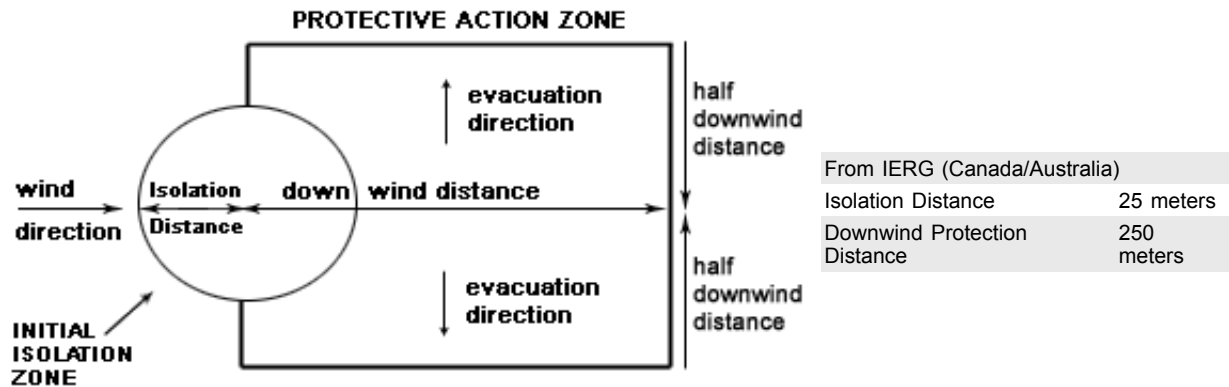 PROTECTIVE ACTION ZONE
evacuation
direction
half
downwind
distance
wind
direction
Isolation
Distance
down wind distance
evacuation
direction
half
downwind
distance
INITIAL
ISOLATION
ZONE
From IERG (Canada/Australia)
Isolation Distance 25 meters
Downwind Protection 250
Distance meters